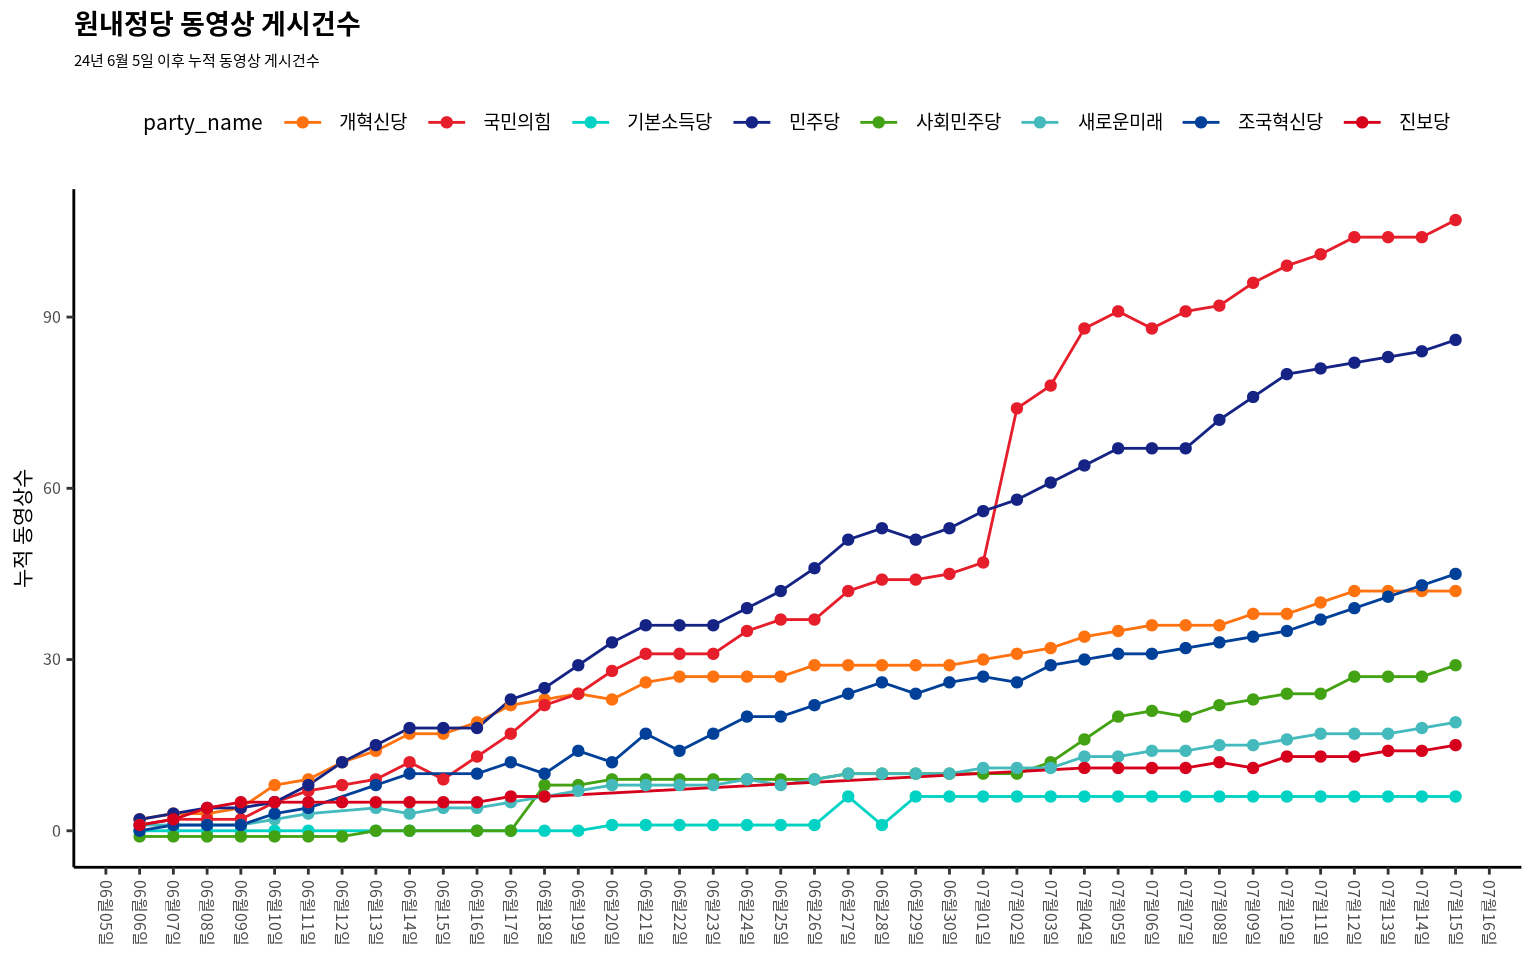 원내정당 동영상 게시건수
24년 6월 5일 이후 누적 동영상 게시건수
party_name 개혁신당 국민의힘 기본소득당 민주당 사회민주당 새로운미래 조국혁신당 진보당
누적 동영상수
90
60
30
0
06월05일 06월06일 06월07일 06월08일 06월09일 06월10일 06월11일 06월12일 06월13일 06월14일 06월15일 06월16일 06월17일 06월18일 06월19일 06월20일 06월21일 06월22일 06월23일 06월24일 06월25일 06월26일 06월27일 06월28일 06월29일 06월30일 07월01일 07월02일 07월03일 07월04일 07월05일 07월06일 07월07일 07월08일 07월09일 07월10일 07월11일 07월12일 07월13일 07월14일 07월15일 07월16일